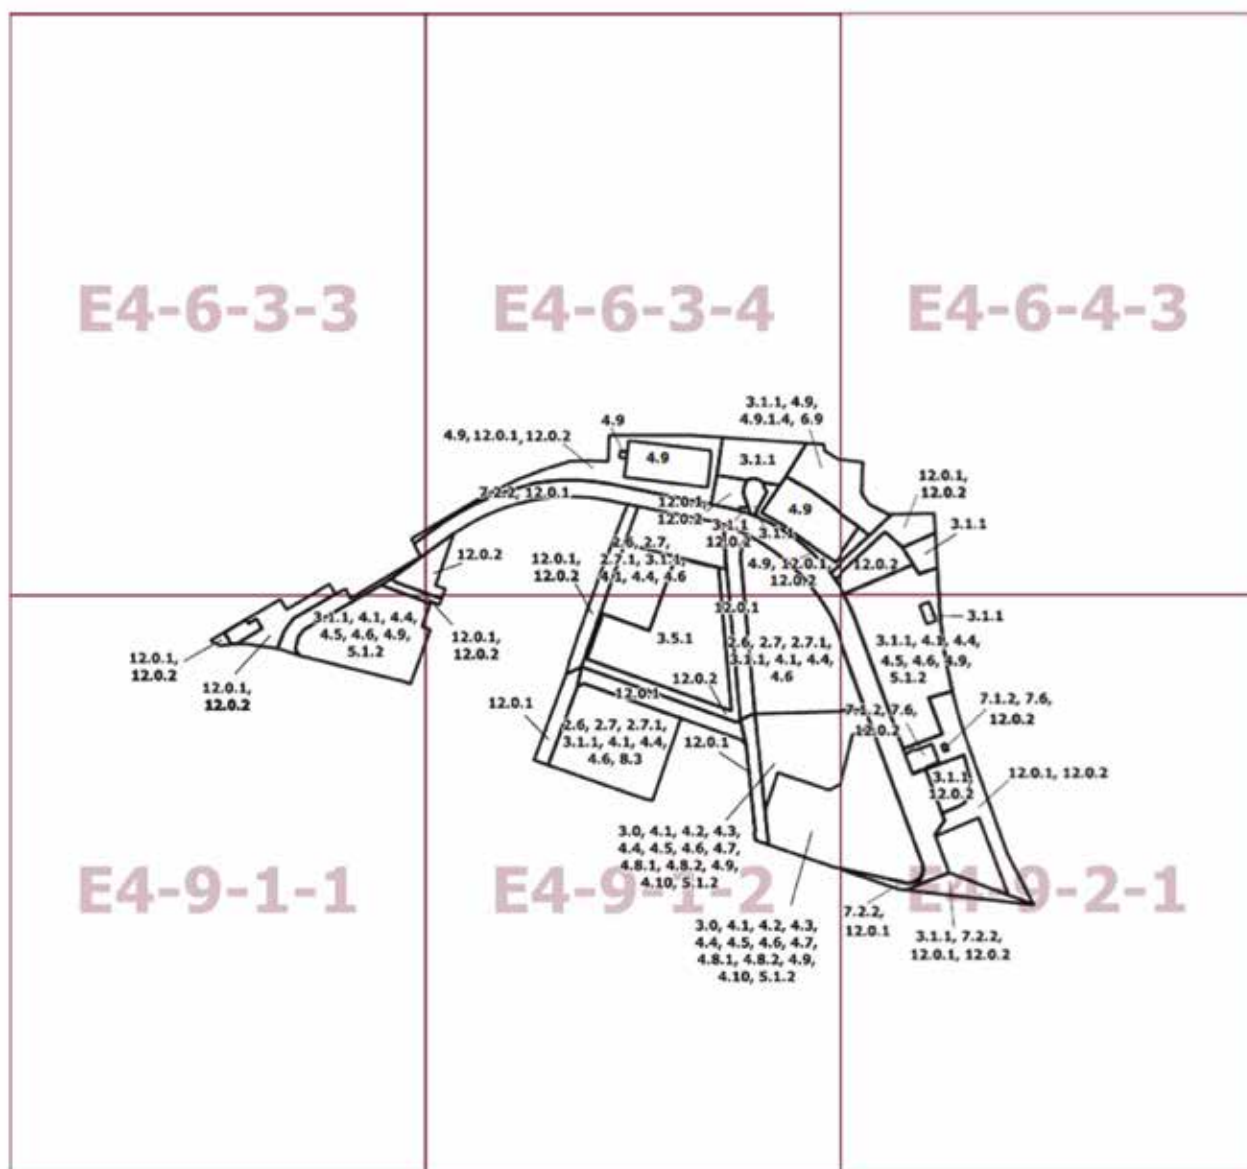 E4-6-3-3
E4-6-3-4
E4-6-4-3
3.1.1, 4.9,
4.9.1.4, 6.9
4.9
4.9, 12.0.1, 12.0.2
4.9
3.1.1
12.0.1,
12.0.2
7.2.2, 12.0.1
12.0.1,
12.0.2
4.9
3.1.1
3.1.1
3.1.1
12.0.2
12.0.2
12.0.1,
12.0.2
2.6, 2.7,
2.7.1, 3.1.1,
4.1, 4.4, 4.6
4.9, 12.0.1,
12.0.2
12.0.2
12.0.1
3.1.1
3.1.1, 4.1, 4.4,
4.5, 4.6, 4.9,
5.1.2
12.0.1,
12.0.2
3.5.1
2.6, 2.7, 2.7.1,
3.1.1, 4.1, 4.4,
4.6
3.1.1, 4.1, 4.4,
4.5, 4.6, 4.9,
5.1.2
12.0.1,
12.0.2
12.0.1,
12.0.2
12.0.2
12.0.1
12.0.1
7.1.2, 7.6,
12.0.2
7.1.2, 7.6,
12.0.2
2.6, 2.7, 2.7.1,
3.1.1, 4.1, 4.4,
4.6, 8.3
12.0.1
3.1.1,
12.0.2
12.0.1, 12.0.2
3.0, 4.1, 4.2, 4.3,
4.4, 4.5, 4.6, 4.7,
4.8.1, 4.8.2, 4.9,
4.10, 5.1.2
E4-9-1-1
E4-9-1-2
E4-9-2-1
7.2.2,
12.0.1
3.0, 4.1, 4.2, 4.3,
4.4, 4.5, 4.6, 4.7,
4.8.1, 4.8.2, 4.9,
4.10, 5.1.2
3.1.1, 7.2.2,
12.0.1, 12.0.2